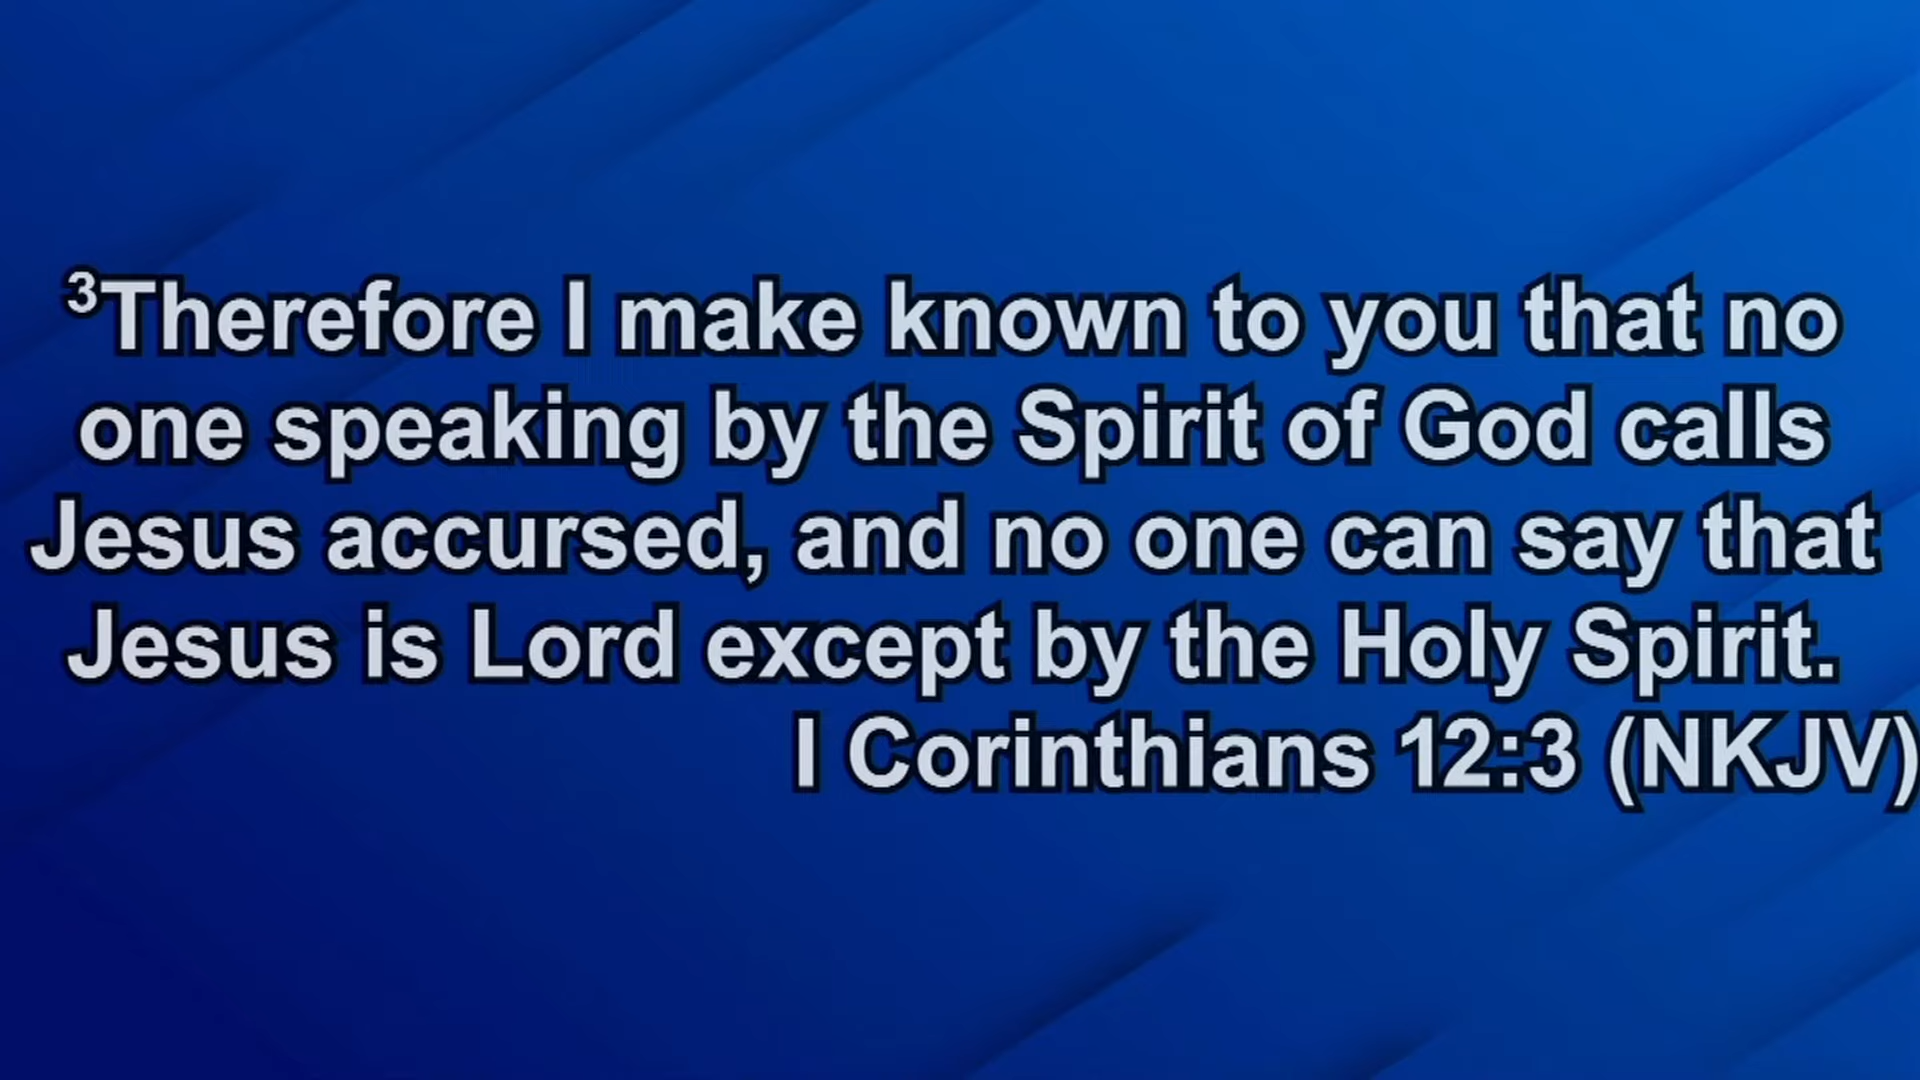 ³Therefore I make known to you that no
one speaking by the Spirit of God calls
Jesus accursed, and no one can say that
Jesus is Lord except by the Holy Spirit.
I Corinthians 12:3 (NKJV)